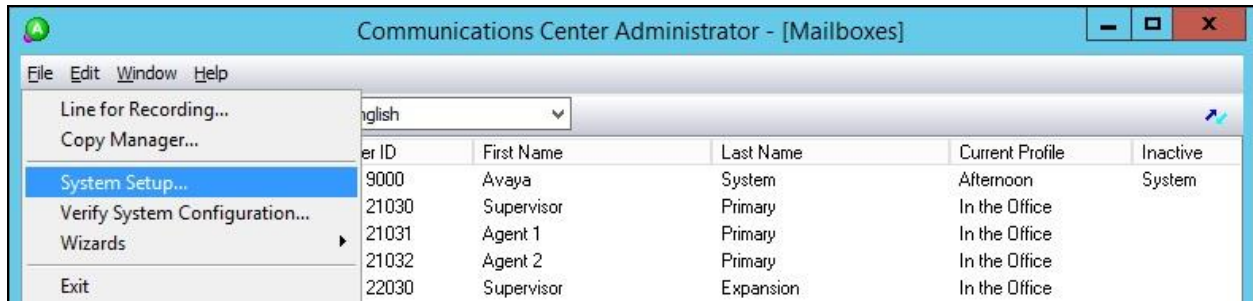 Communications Center Administrator - [Mailboxes]
File Edit Window Help
Line for Recording...
Copy Manager...
System Setup...
Verify System Configuration...
Wizards
Exit
nglish
er ID First Name Last Name Current Profile Inactive
9000 Avaya System Afternoon System
21030 Supervisor Primary In the Office
21031 Agent 1 Primary In the Office
21032 Agent 2 Primary In the Office
22030 Supervisor Expansion In the Office